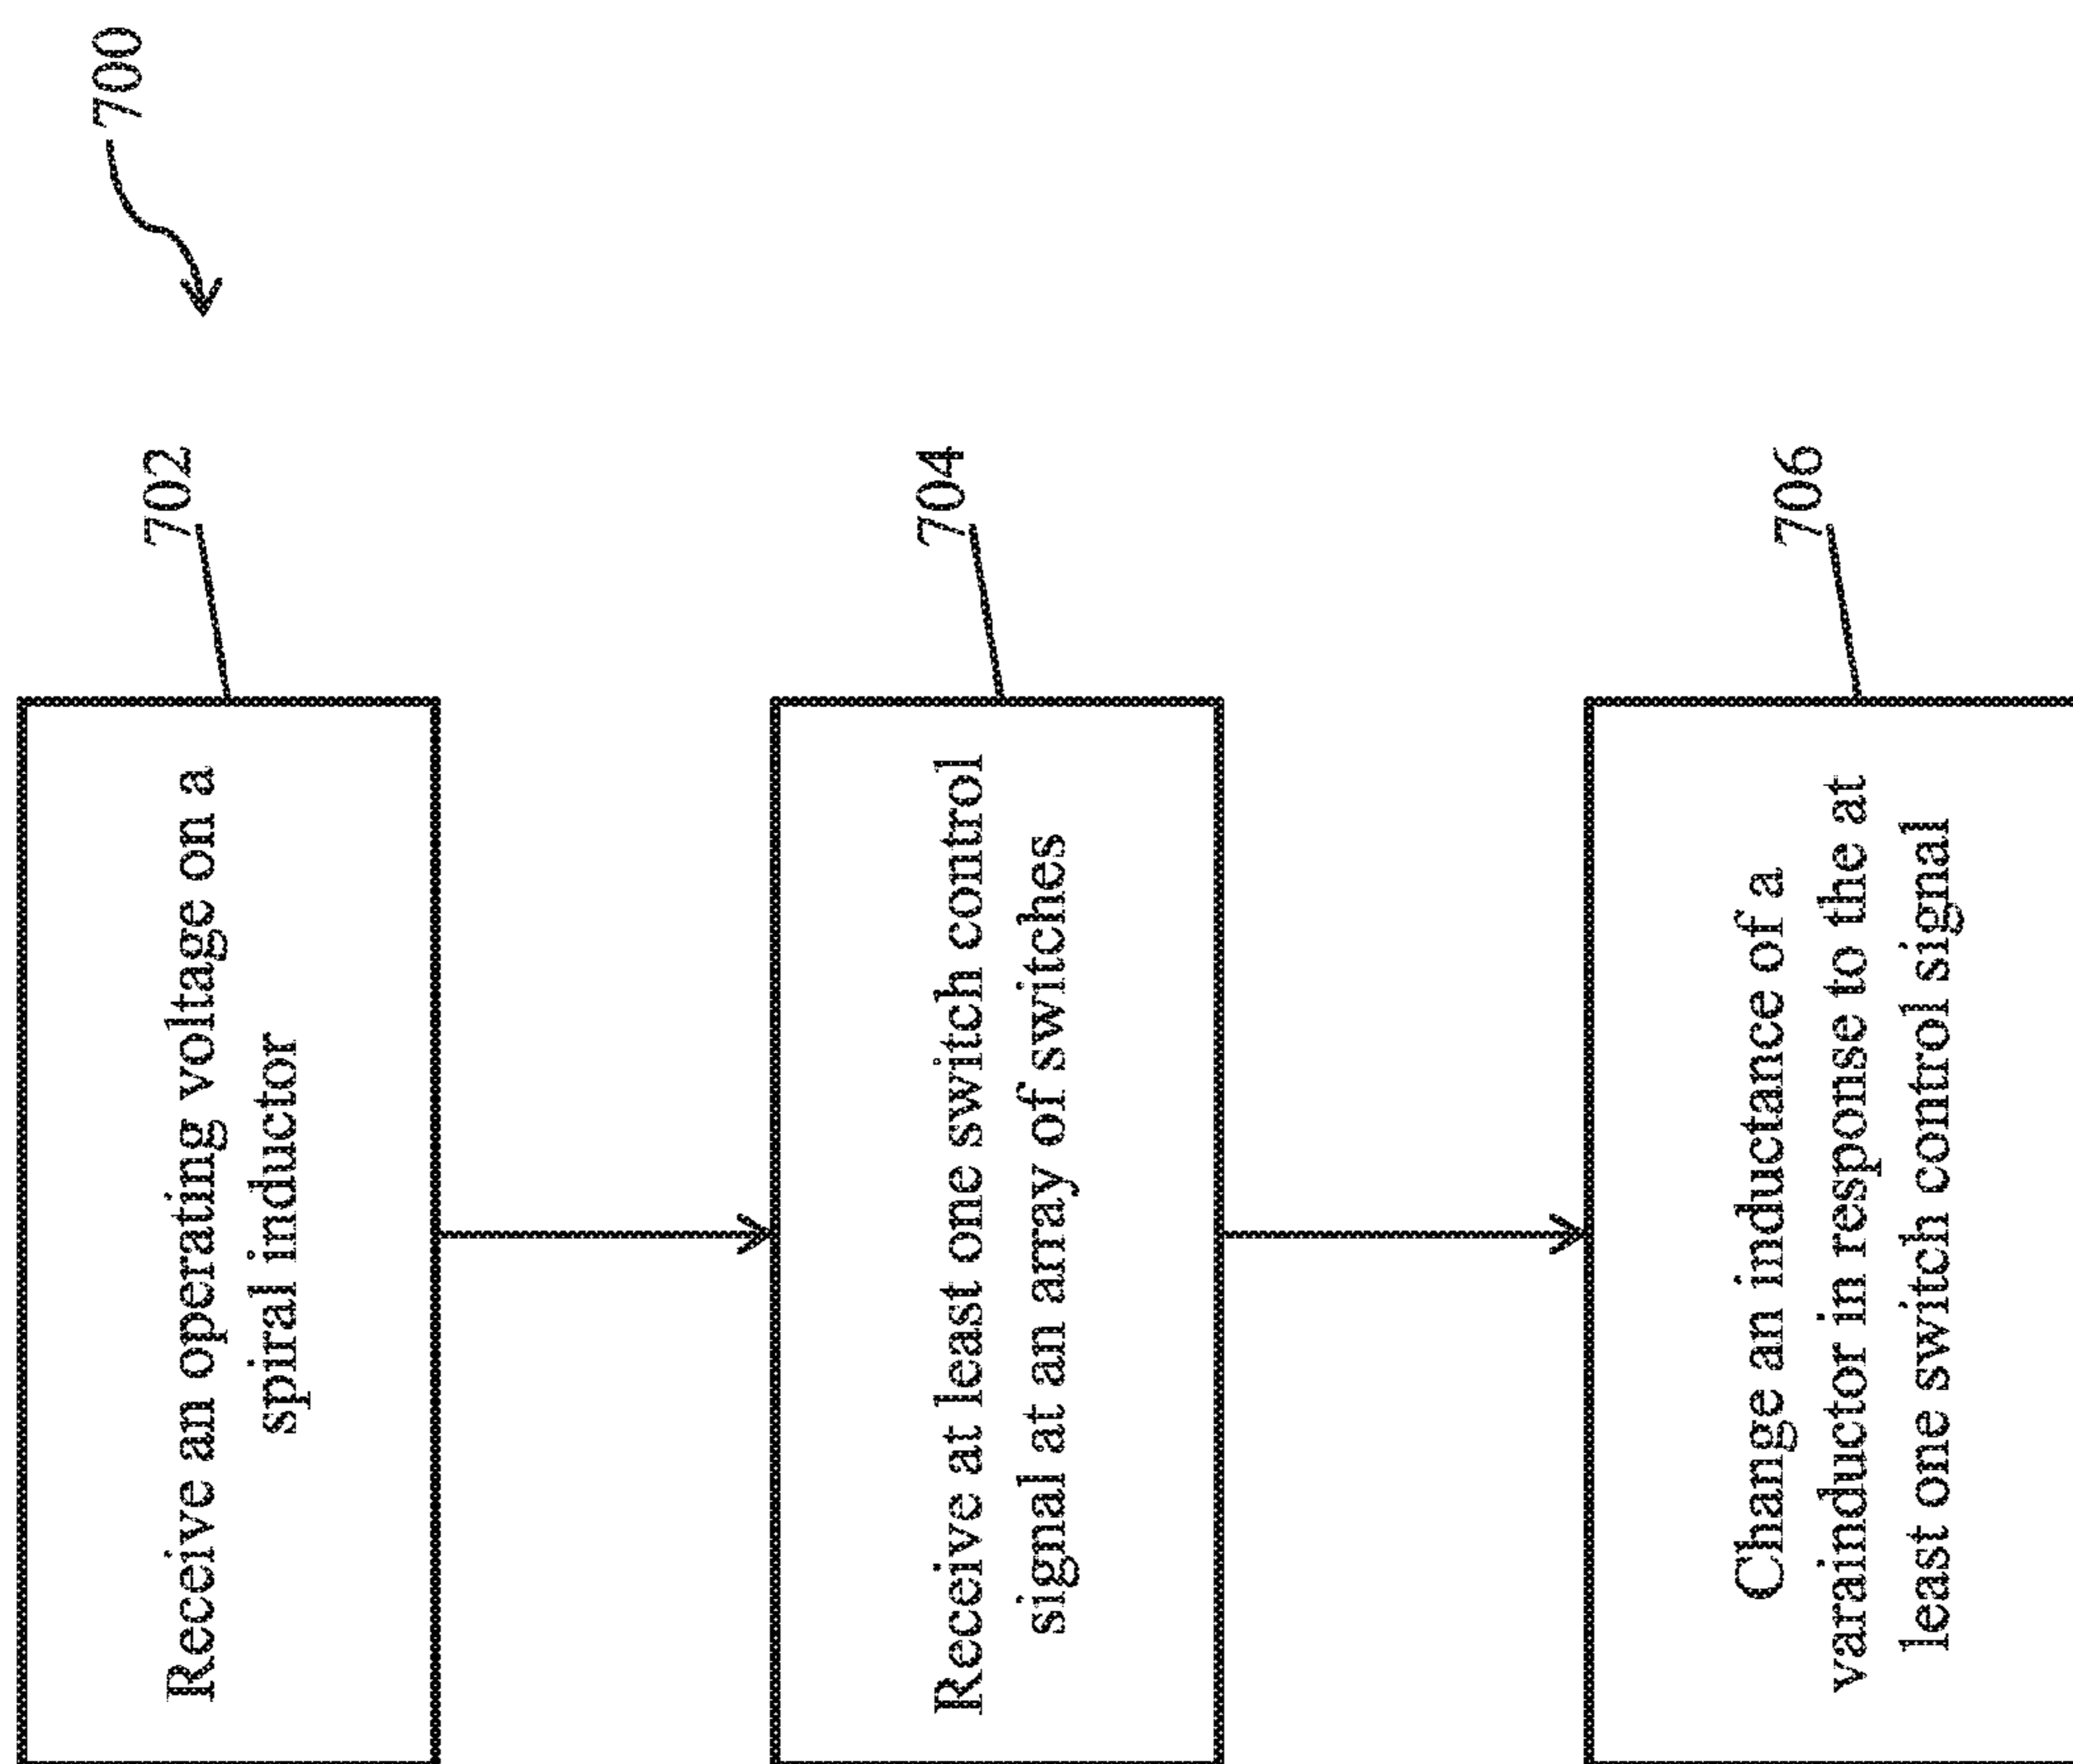 700
702
Receive an operating voltage on a
spiral inductor
704
Receive at least one switch control
signal at an array of switches
706
Change an inductance of a
varainductor in response to the at
least one switch control signal